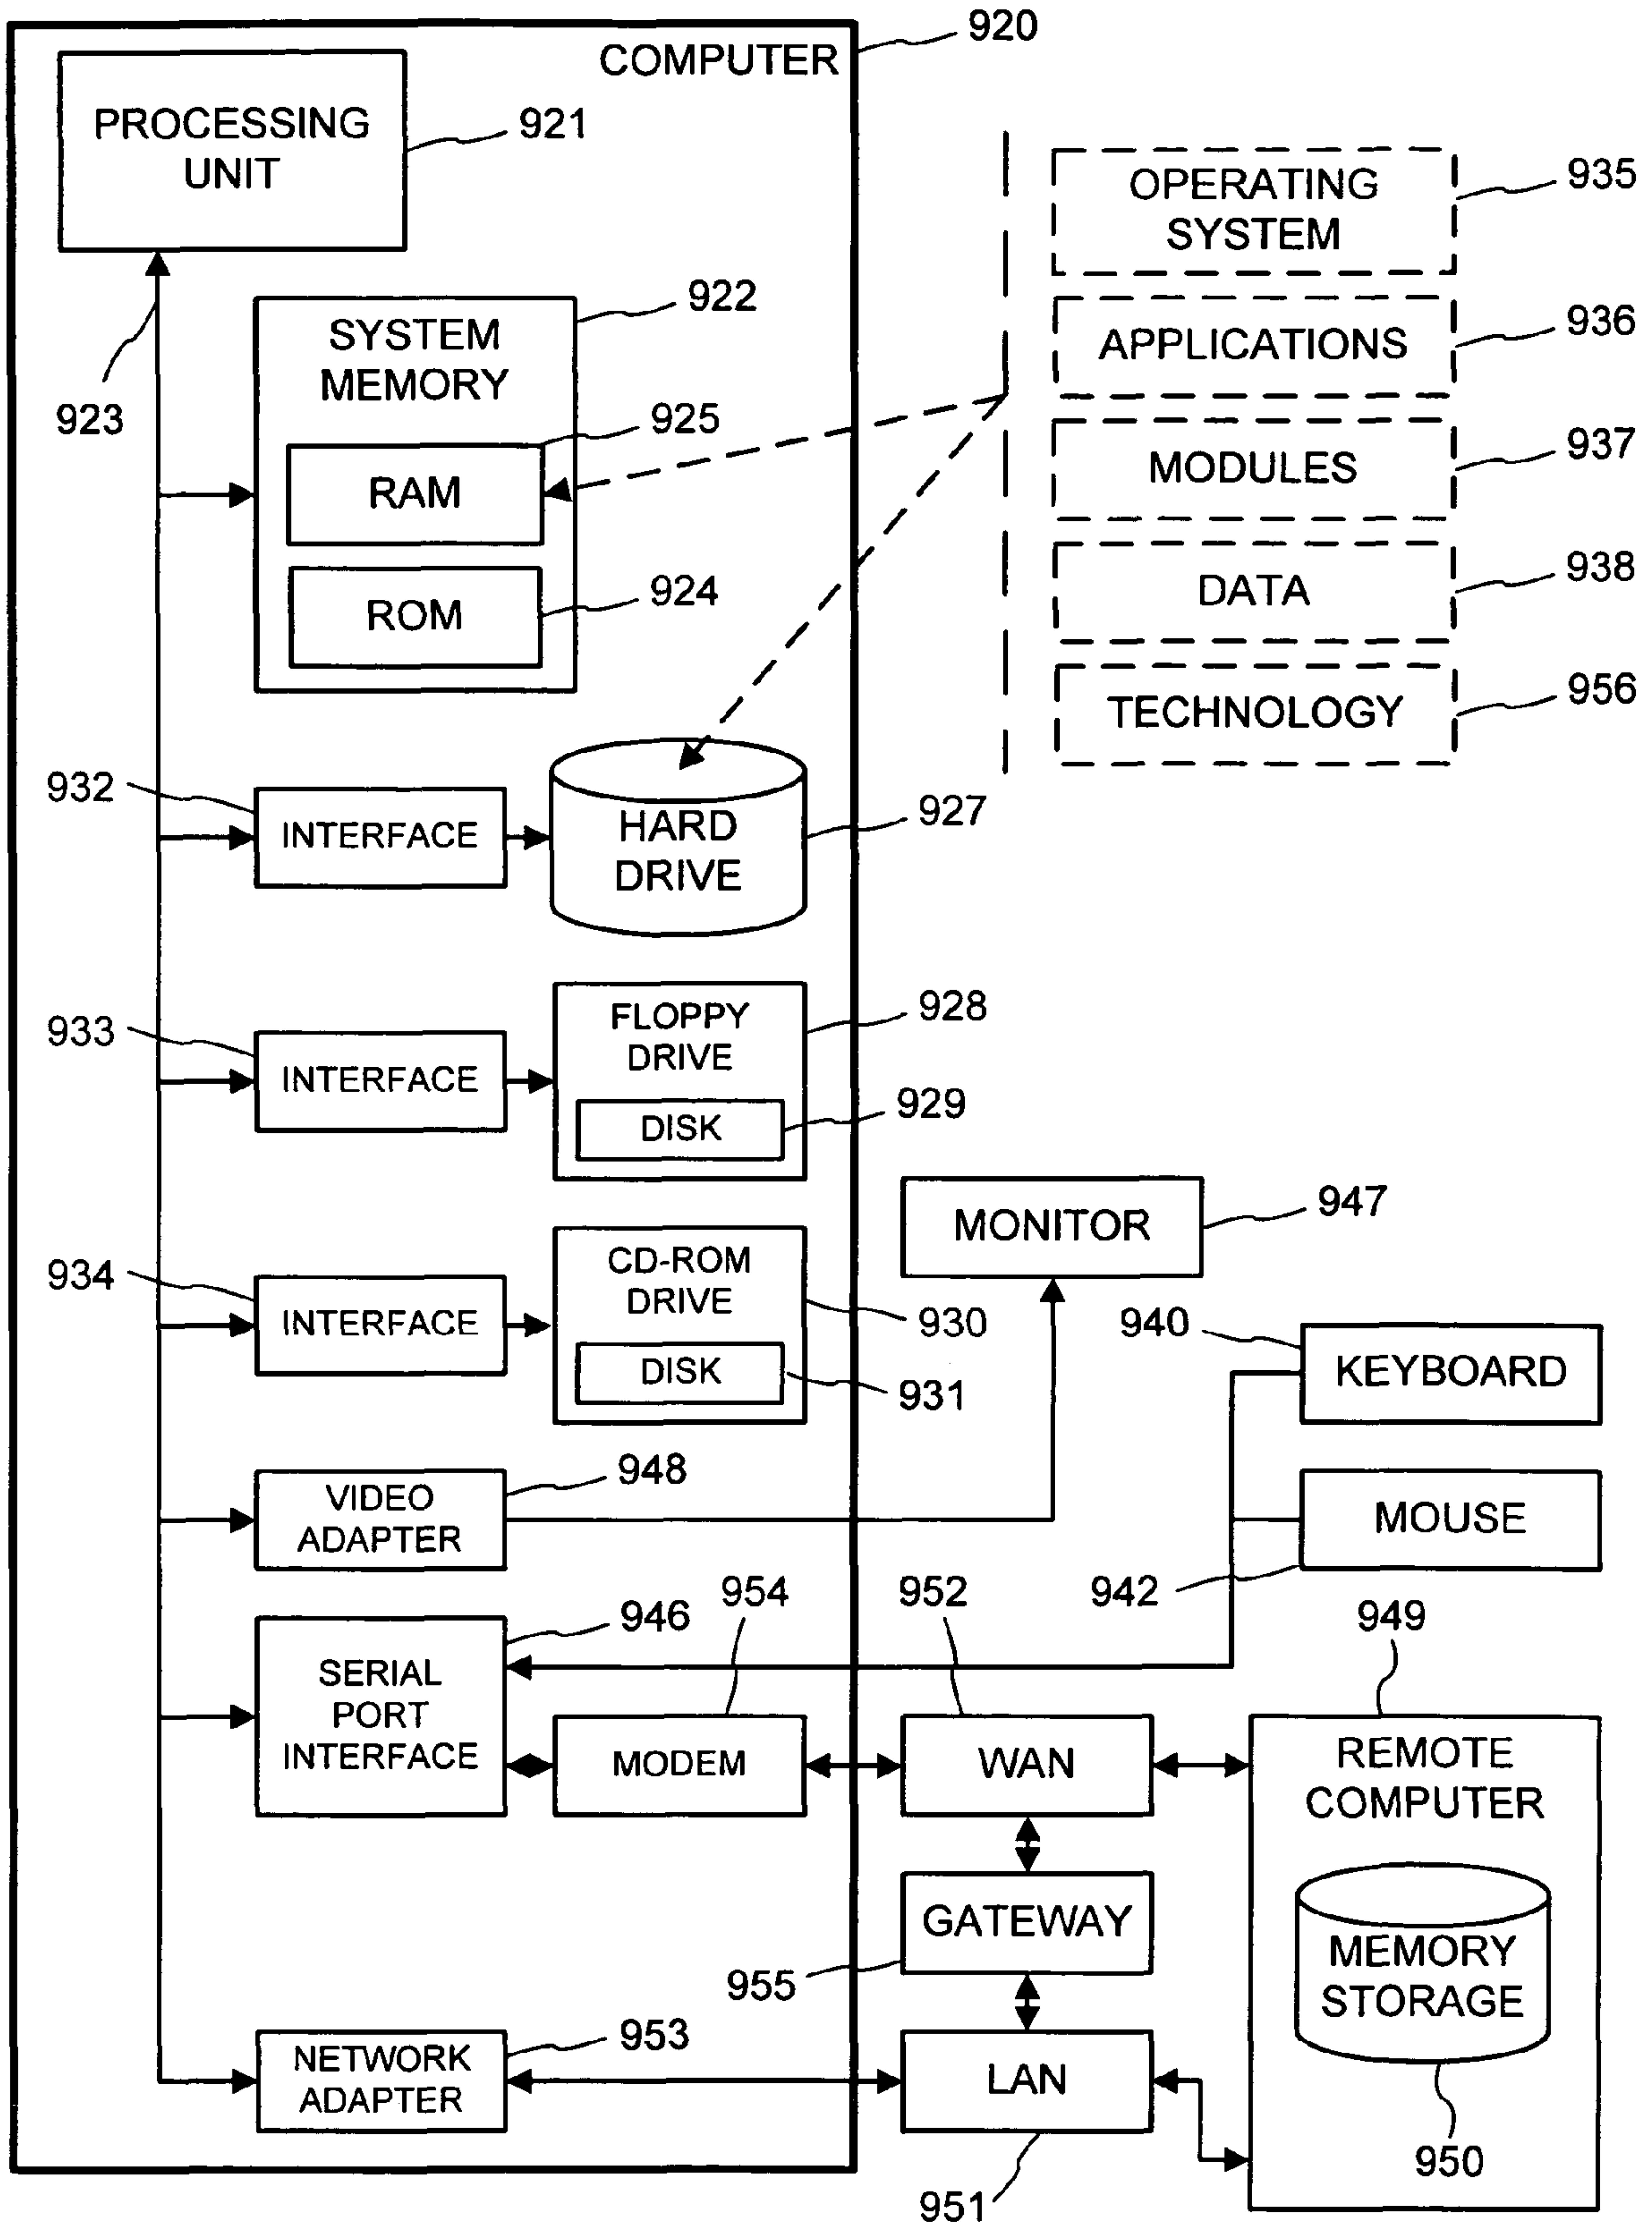 920
COMPUTER
PROCESSING
UNIT
921
923
SYSTEM
MEMORY
922
RAM
925
ROM
924
OPERATING
SYSTEM
935
APPLICATIONS
936
MODULES
937
DATA
938
TECHNOLOGY
956
932
INTERFACE
HARD
DRIVE
927
933
INTERFACE
FLOPPY
DRIVE
928
DISK
929
934
INTERFACE
CD-ROM
DRIVE
930
DISK
931
MONITOR
947
940
KEYBOARD
MOUSE
942
VIDEO
ADAPTER
948
SERIAL
PORT
INTERFACE
946
954
MODEM
952
WAN
949
REMOTE
COMPUTER
MEMORY
STORAGE
950
GATEWAY
955
NETWORK
ADAPTER
953
LAN
951